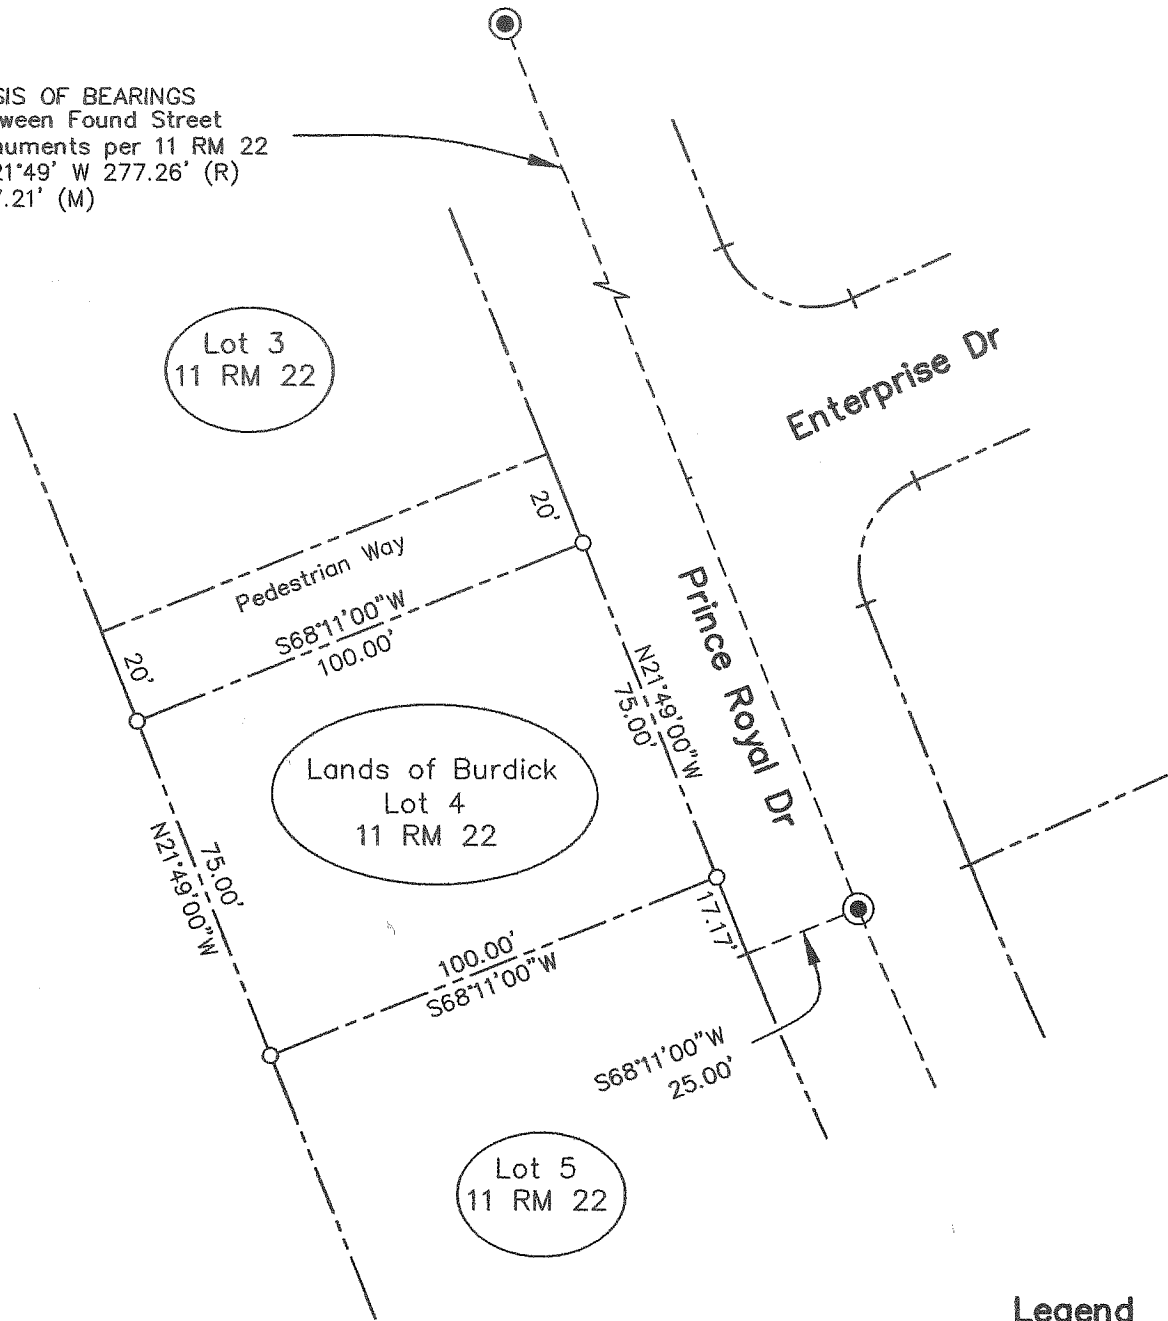 SIS OF BEARINGS
ween Found Street
uments per 11 RM 22
21°49' W 277.26' (R)
7.21' (M)
Lot 3
11 RM 22
Enterprise Dr
20'
Pedestrian Way
S68°11'00"W
100.00'
20'
Prince Royal Dr
N21°49'00"W
75.00'
Lands of Burdick
Lot 4
11 RM 22
75.00'
N21°49'00"W
17.17'
100.00'
S68°11'00"W
S68°11'00"W
25.00'
Lot 5
11 RM 22
Legend